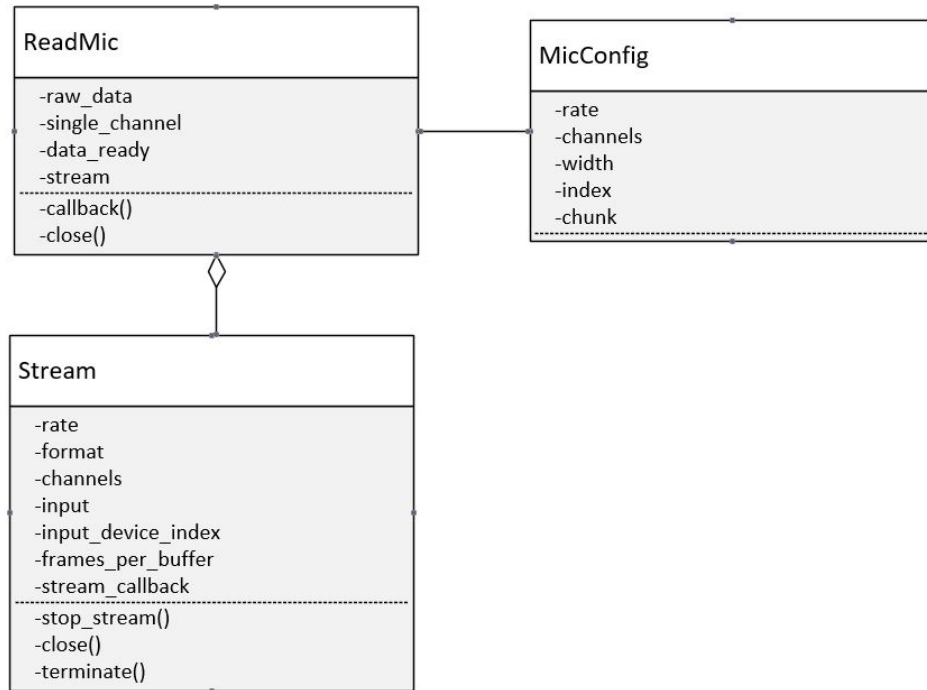 ReadMic
-raw_data
-single_channel
-data_ready
-stream
-callback()
-close()
MicConfig
-rate
-channels
-width
-index
-chunk
Stream
-rate
-format
-channels
-input
-input_device_index
-frames_per_buffer
-stream_callback
-stop_stream()
-close()
-terminate()